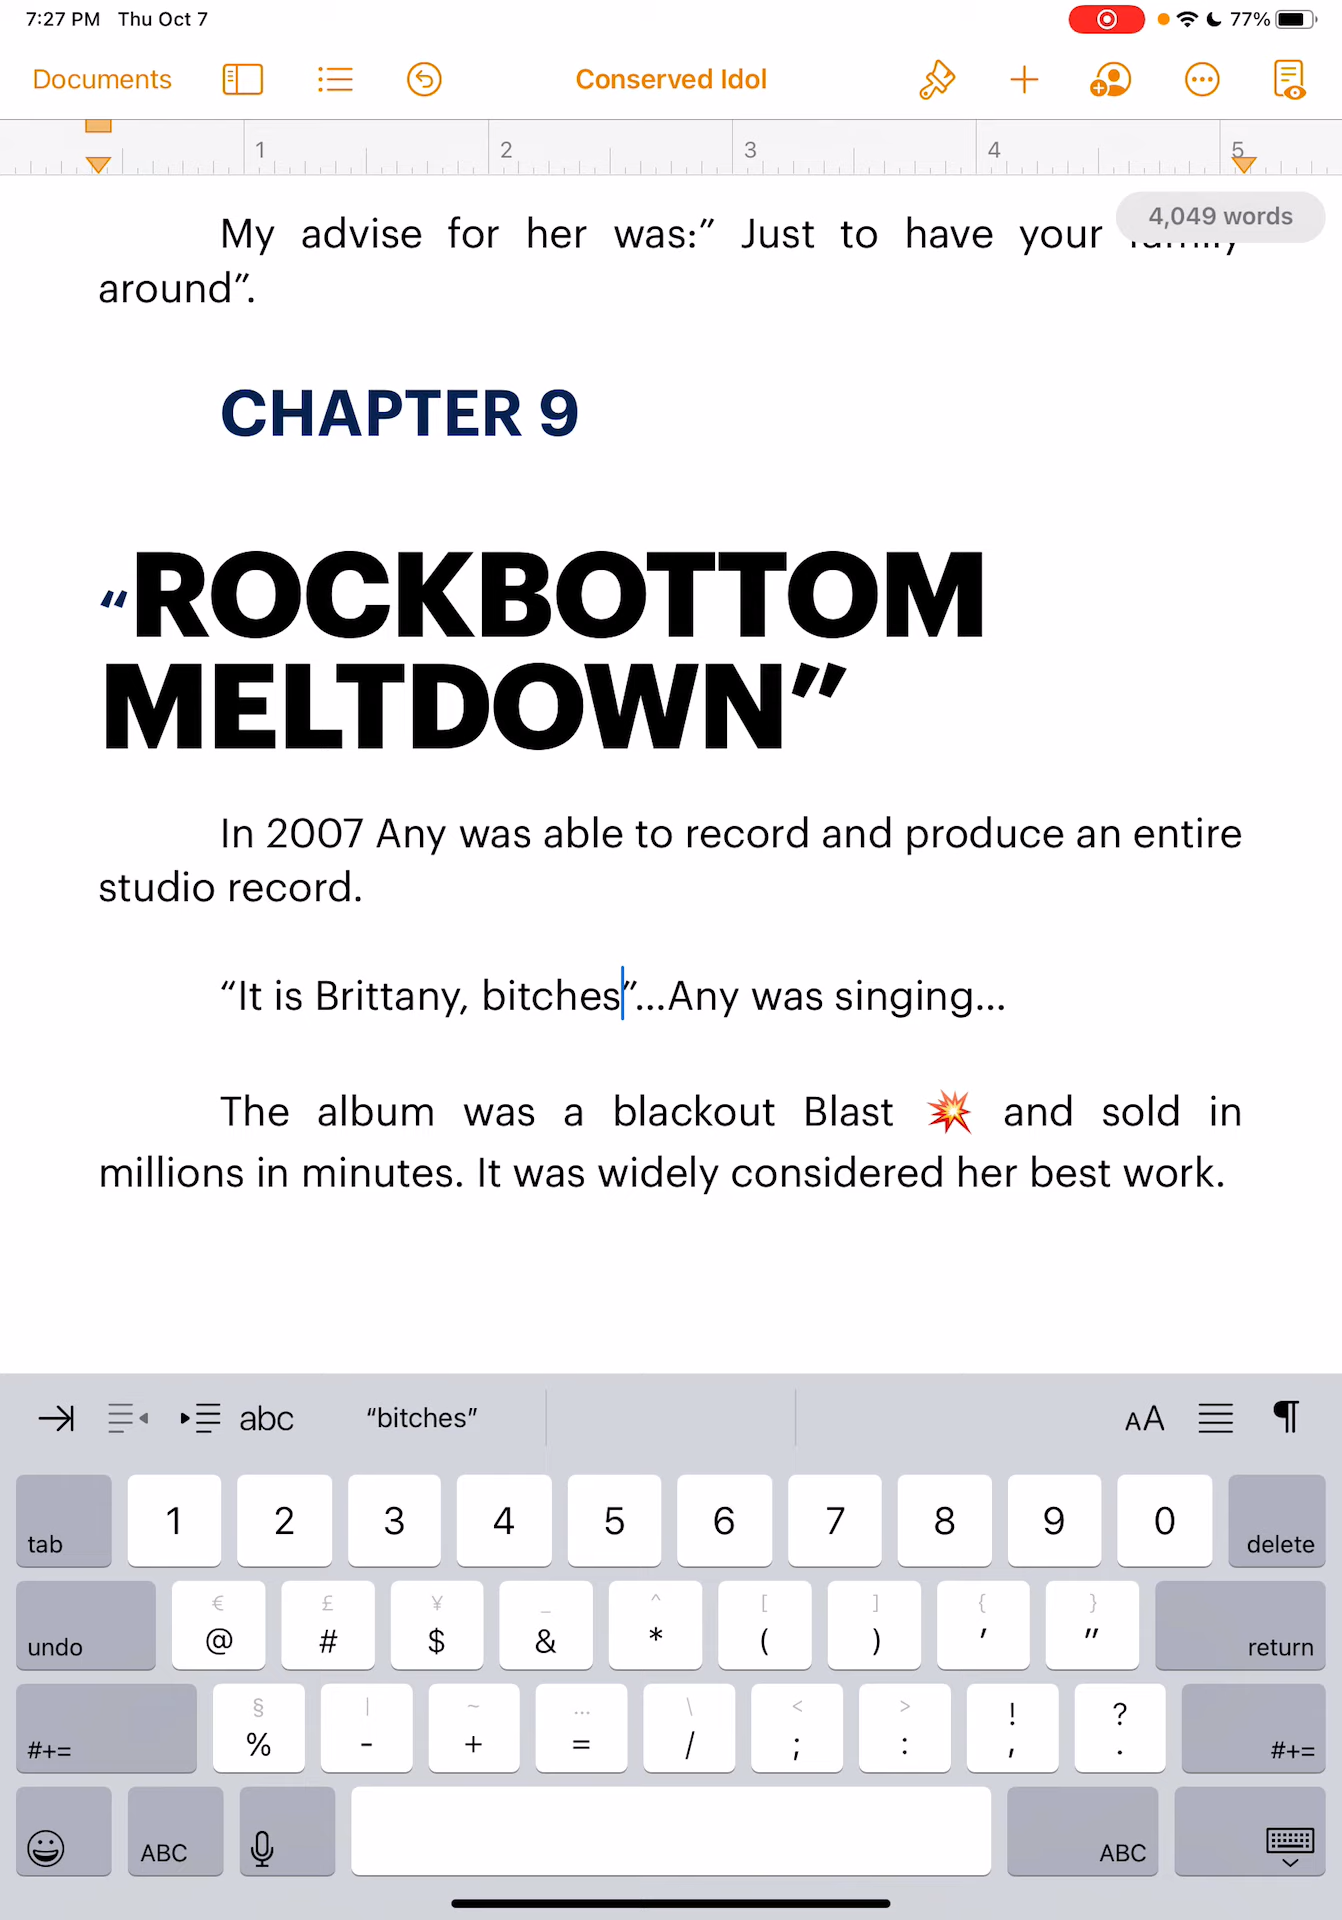 7:27 PM Thu Oct 7 77%
Documents Conserved Idol
1 2 3 4 5
4,049 words
My advise for her was:” Just to have your
around”.
CHAPTER 9
“ROCKBOTTOM
MELTDOWN”
In 2007 Any was able to record and produce an entire
studio record.
“It is Brittany, bitches”...Any was singing...
The album was a blackout Blast 💥 and sold in
millions in minutes. It was widely considered her best work.
abc “bitches” AA ¶
tab 1 2 3 4 5 6 7 8 9 0 delete
€ £ ¥ _ ^ [ ] { }
undo @ # $ & * ( ) ' " return
§ | ~ ... \ < > ! ?
#+= % - + = / ; : , . #+=
ABC ABC